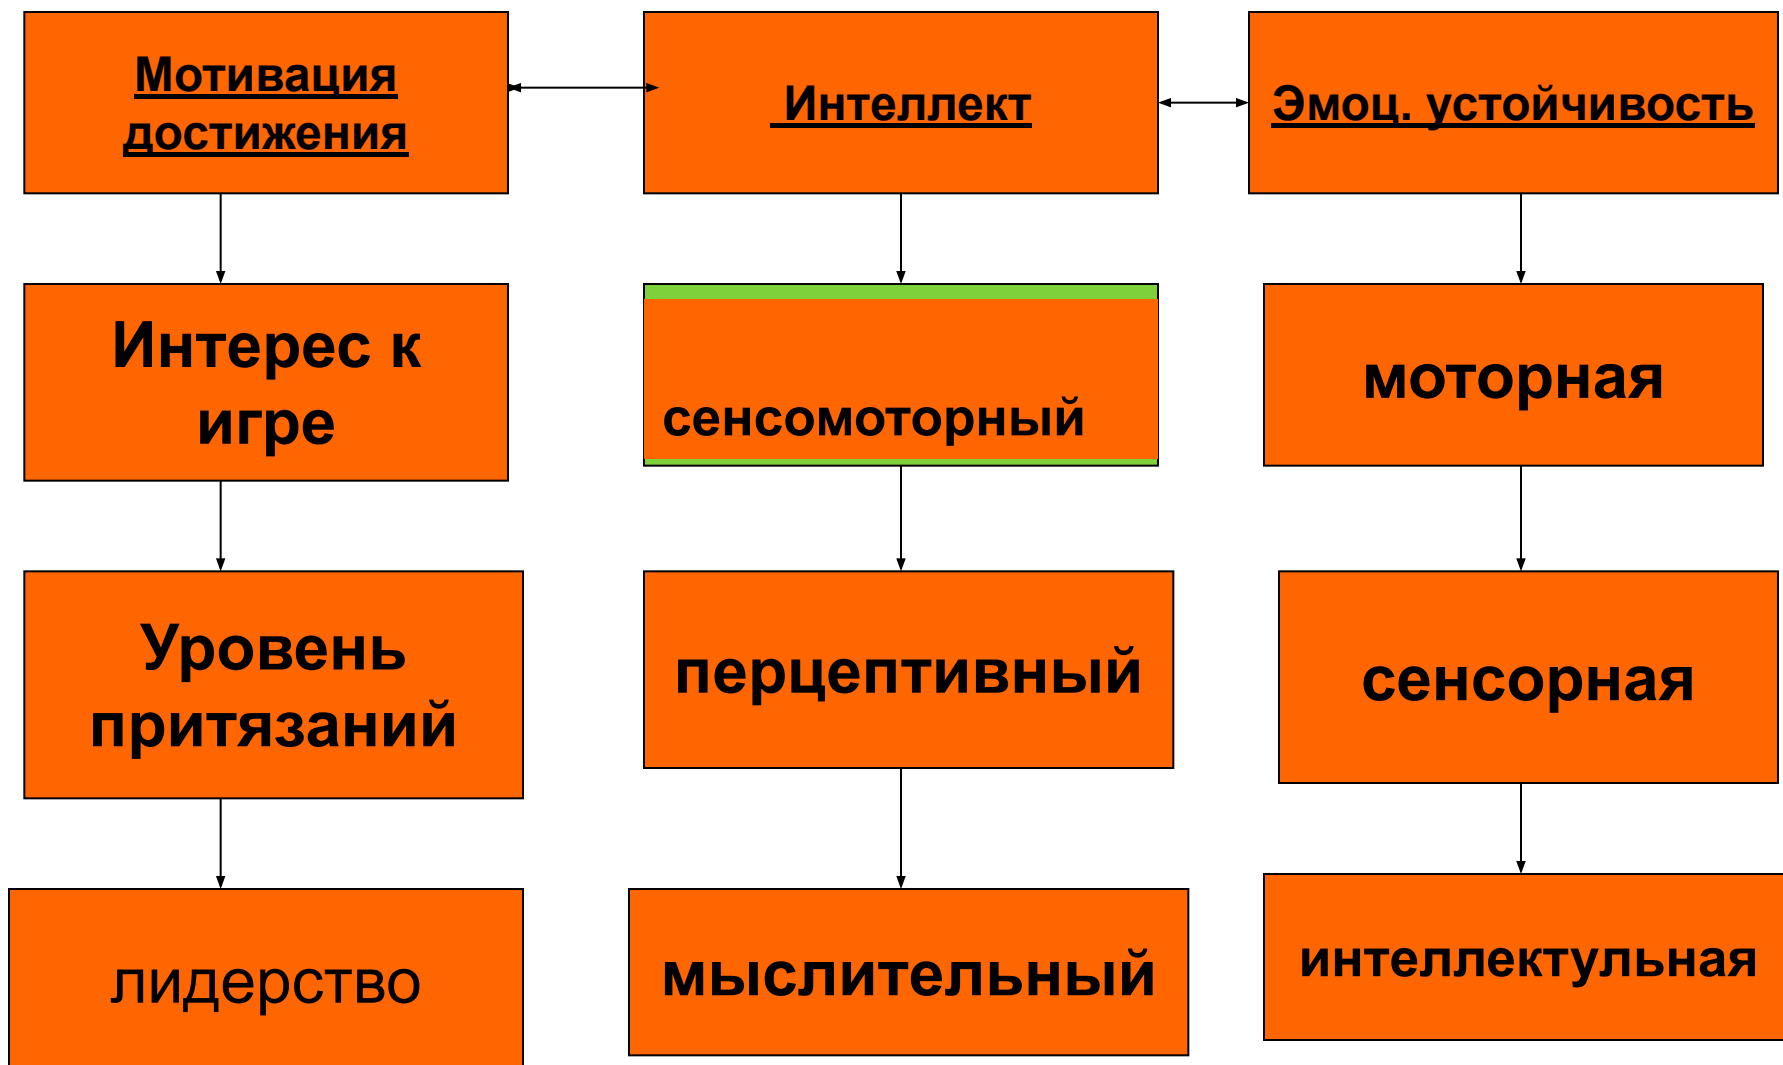 Мотивация
достижения
Интеллект
Эмоц. устойчивость
Интерес к
игре
сенсомоторный
моторная
Уровень
притязаний
перцептивный
сенсорная
лидерство
мыслительный
интеллектульная